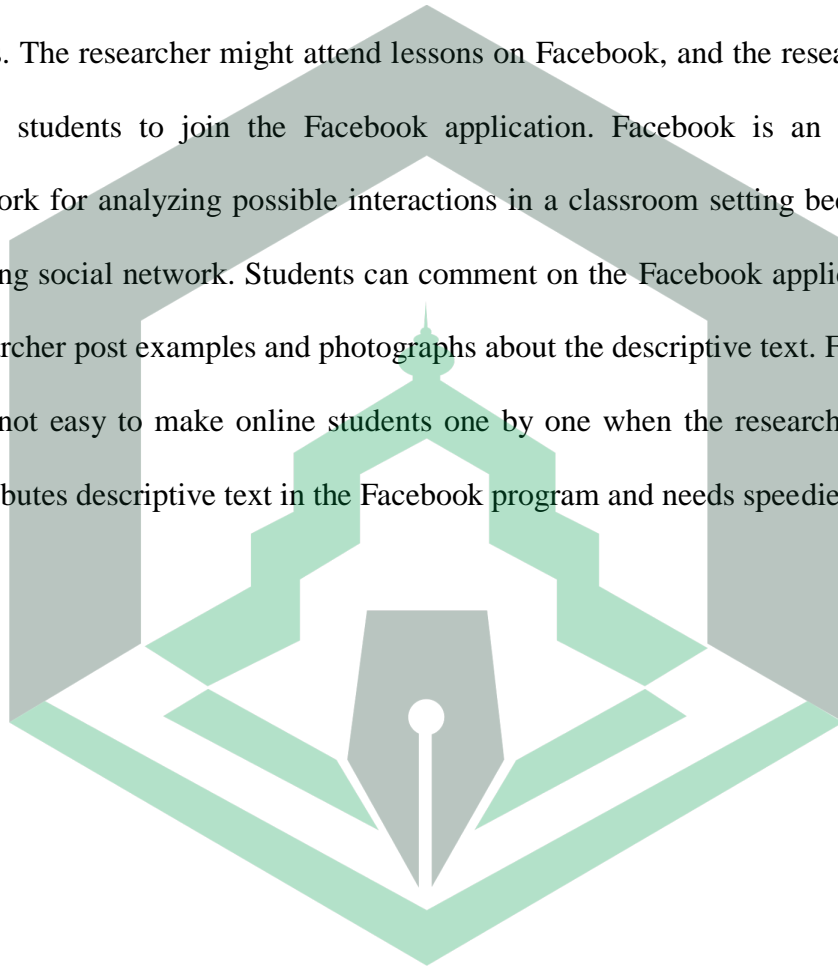 . The researcher might attend lessons on Facebook, and the resea
students to join the Facebook application. Facebook is an
ork for analyzing possible interactions in a classroom setting bec
ng social network. Students can comment on the Facebook applic
rcher post examples and photographs about the descriptive text. F
not easy to make online students one by one when the research
butes descriptive text in the Facebook program and needs speedie